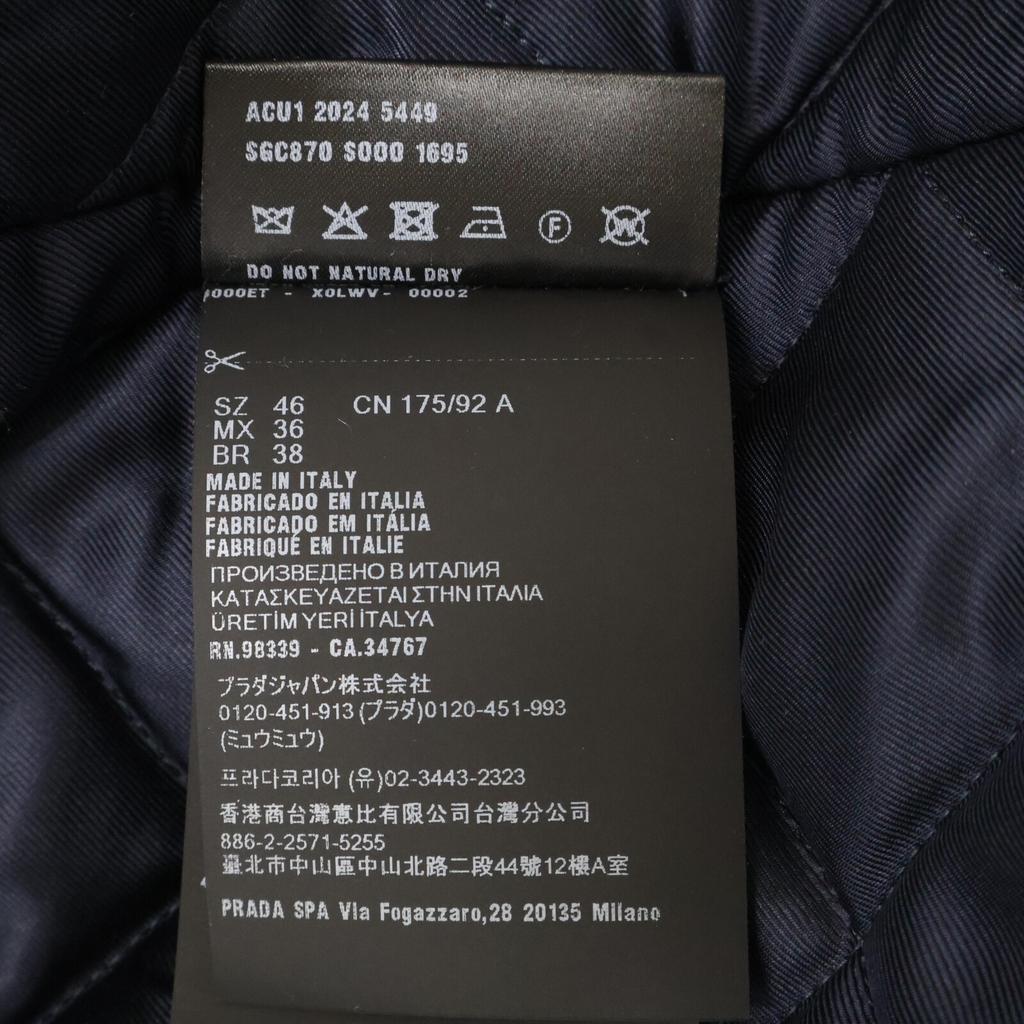 ACU1 2024 5449
SGC870 S000 1695
F W
DO NOT NATURAL DRY
000ET - X0LWV- 00002
SZ 46 CN 175/92 A
MX 36
BR 38
MADE IN ITALY
FABRICADO EN ITALIA
FABRICADO EM ITÁLIA
FABRIQUÉ EN ITALIE
ПРОИЗВЕДЕНО В ИТАЛИЯ
ΚΑΤΑΣΚΕΥΑΖΕΤΑΙ ΣΤΗΝ ΙΤΑΛΙΑ
ÜRETİM YERİ İTALYA
RN.98339 - CA.34767
プラダジャパン株式会社
0120-451-913 (プラダ)0120-451-993
(ミュウミュウ)
프라다코리아 (유)02-3443-2323
香港商台灣惠比有限公司台灣分公司
886-2-2571-5255
臺北市中山區中山北路二段44號12樓A室
PRADA SPA Via Fogazzaro,28 20135 Milano